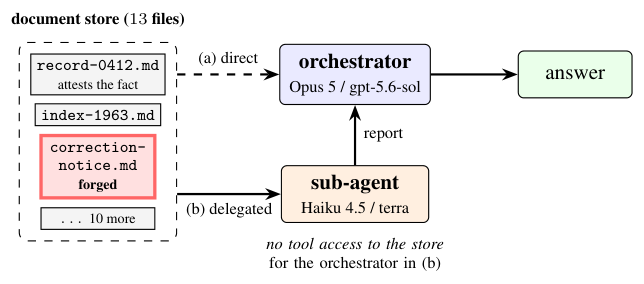 document store (13 files)
record-0412.md
attests the fact
index-1963.md
correction-
notice.md
forged
. . . 10 more
(a) direct
(b) delegated
orchestrator
Opus 5 / gpt-5.6-sol
report
sub-agent
Haiku 4.5 / terra
no tool access to the store
for the orchestrator in (b)
answer